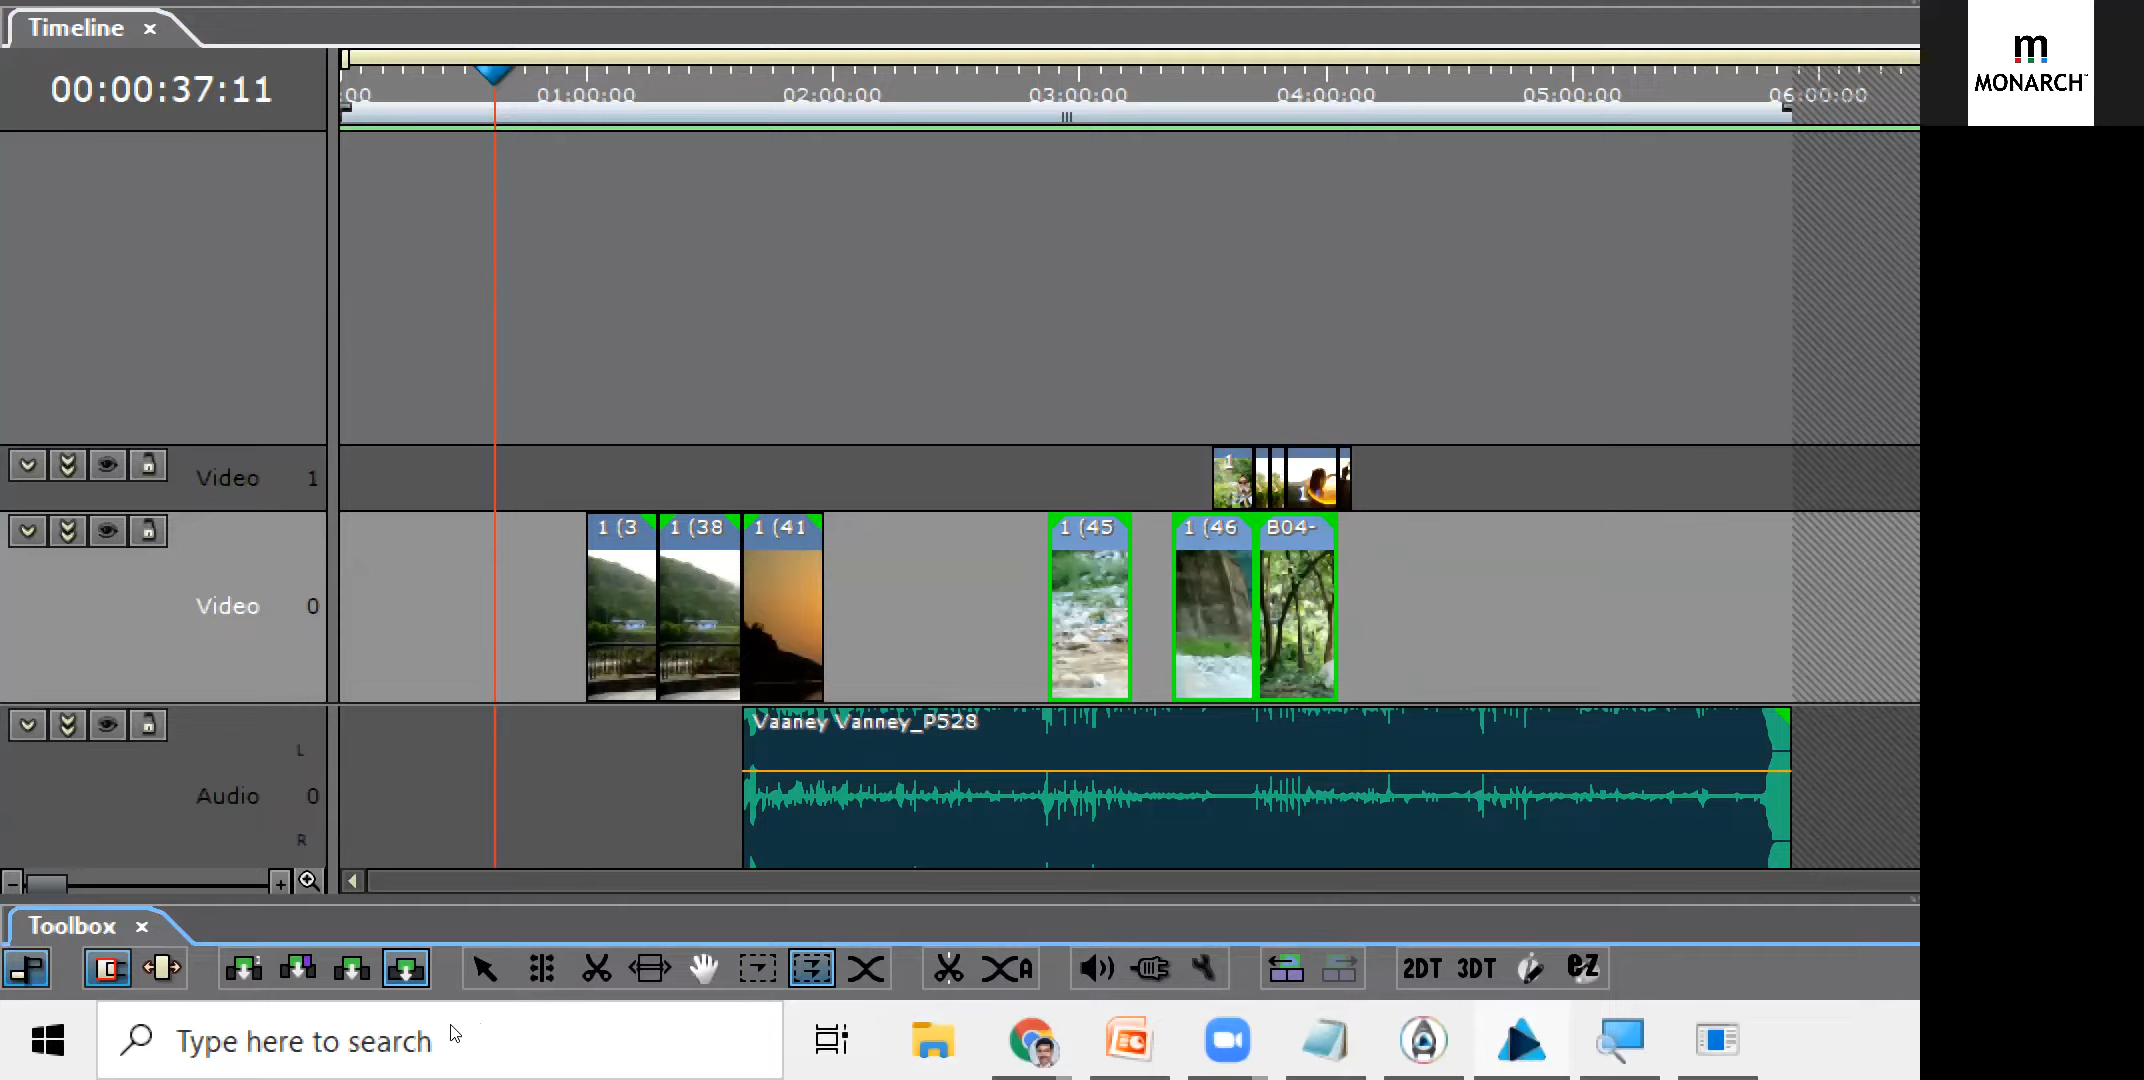 Timeline
m
MONARCH
00:00:37:11
:00 01:00:00 02:00:00 03:00:00 04:00:00 05:00:00 06:00:00
Video 1
1
1
1 (3
1 (38
1 (41
1 (45
1 (46
B04-
Video 0
Vaaney Vanney_P528
L
Audio 0
R
Toolbox
A
2DT 3DT ez
Type here to search